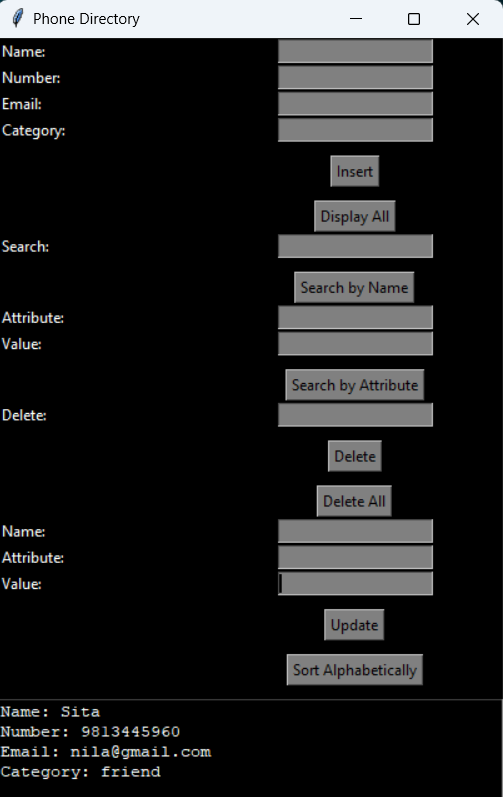 Phone Directory
Name:
Number:
Email:
Category:
Insert
Display All
Search:
Search by Name
Attribute:
Value:
Search by Attribute
Delete:
Delete
Delete All
Name:
Attribute:
Value:
Update
Sort Alphabetically
Name: Sita
Number: 9813445960
Email: nila@gmail.com
Category: friend